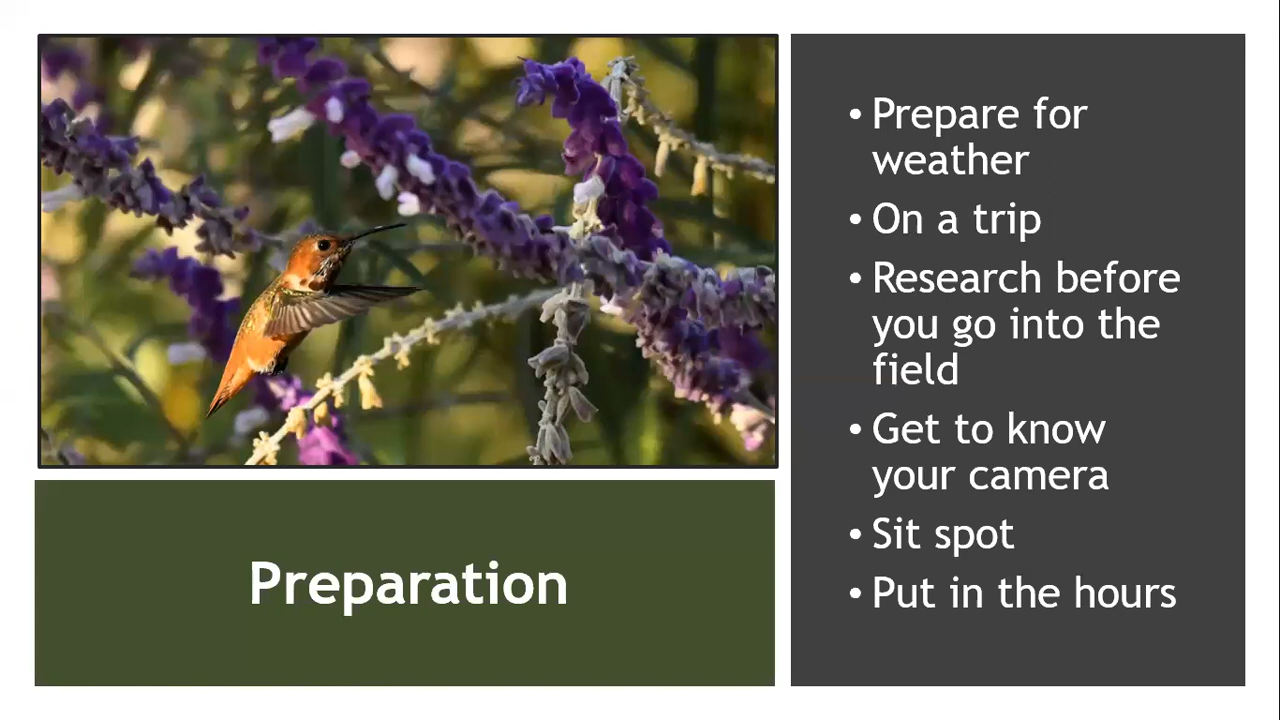 Preparation
• Prepare for
weather
• On a trip
• Research before
you go into the
field
• Get to know
your camera
• Sit spot
• Put in the hours